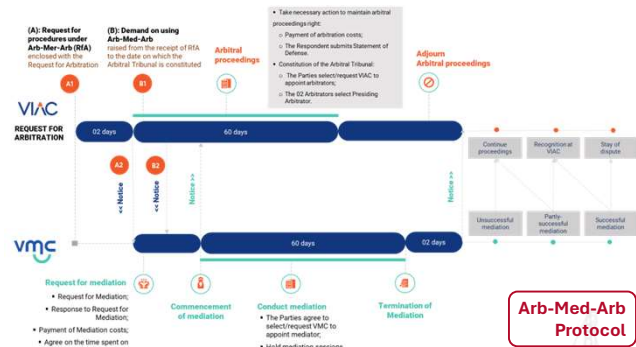 (A): Request for
procedures under
Arb-Mer-Arb (RfA)
enclosed with the
Request for Arbitration
(B): Demand on using
Arb-Med-Arb
raised from the receipt of RfA
to the date on which the
Arbitral Tribunal is constituted
Arbitral
proceedings
• Take necessary action to maintain arbitral
proceedings right:
o Payment of arbitration costs;
o The Respondent submits Statement of
Defense.
• Constitution of the Arbitral Tribunal:
o The Parties select/request VIAC to
appoint arbitrators;
o The 02 Arbitrators select Presiding
Arbitrator.
Adjourn
Arbitral proceedings
A1
B1
VIAC
REQUEST FOR
ARBITRATION
02 days
60 days
A2
B2
<< Notice
<< Notice
Notice >>
Notice >>
Continue
proceedings
Recognition at
VIAC
Stay of
dispute
Unsuccessful
mediation
Partly-
successful
mediation
Successful
mediation
vmc
60 days
02 days
Request for mediation
• Request for Mediation;
• Response to Request for
Mediation;
• Payment of Mediation costs;
• Agree on the time spent on
Commencement
of mediation
Conduct mediation
• The Parties agree to
select/request VMC to
appoint mediator;
• Hold mediation sessions
Termination of
Mediation
Arb-Med-Arb
Protocol